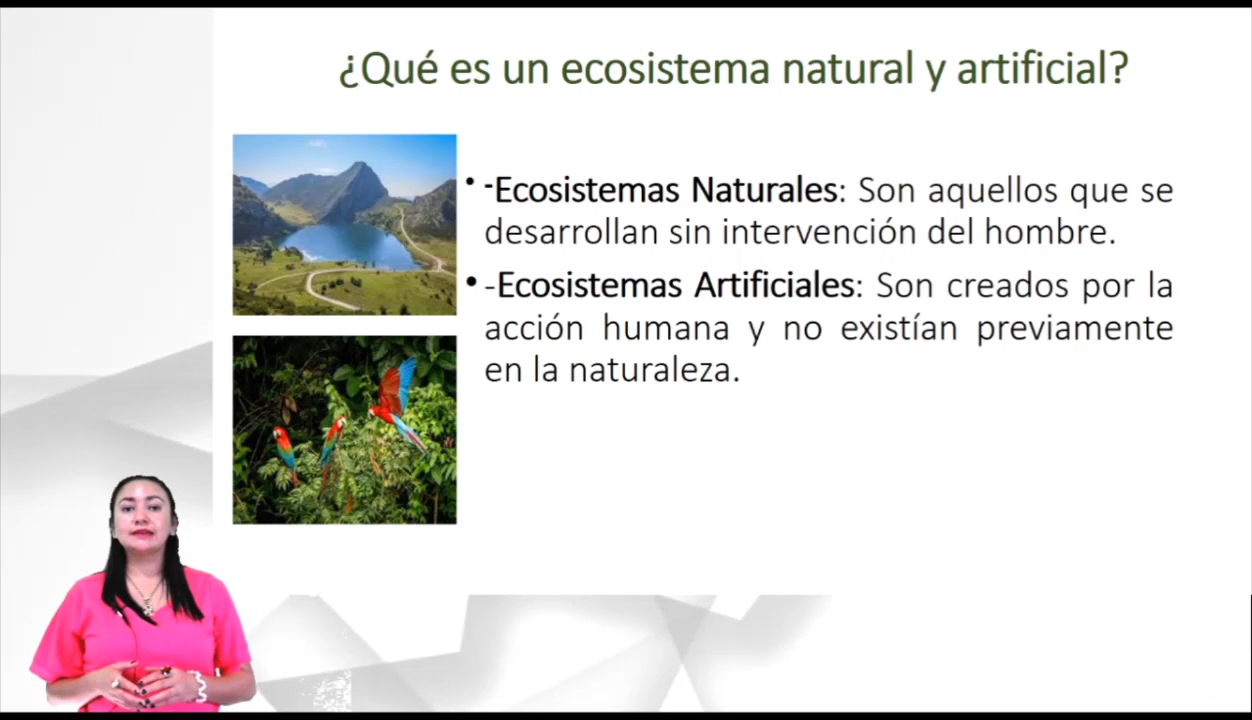 ¿Qué es un ecosistema natural y artificial?
• -Ecosistemas Naturales: Son aquellos que se
desarrollan sin intervención del hombre.
• -Ecosistemas Artificiales: Son creados por la
acción humana y no existían previamente
en la naturaleza.